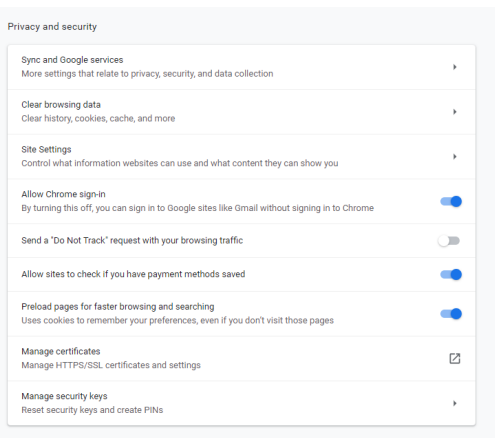 Privacy and security
Sync and Google services
More settings that relate to privacy, security, and data collection
Clear browsing data
Clear history, cookies, cache, and more
Site Settings
Control what information websites can use and what content they can show you
Allow Chrome sign-in
By turning this off, you can sign in to Google sites like Gmail without signing in to Chrome
Send a "Do Not Track" request with your browsing traffic
Allow sites to check if you have payment methods saved
Preload pages for faster browsing and searching
Uses cookies to remember your preferences, even if you don't visit those pages
Manage certificates
Manage HTTPS/SSL certificates and settings
Manage security keys
Reset security keys and create PINs